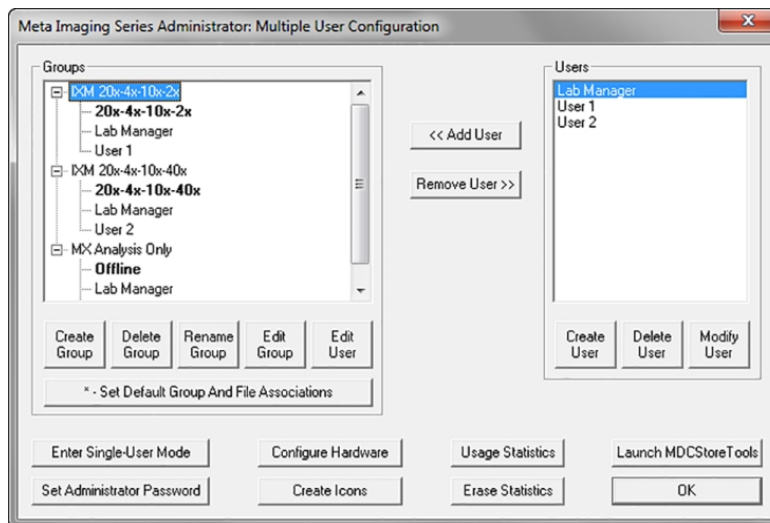 Meta Imaging Series Administrator: Multiple User Configuration
Groups
IXM 20x-4x-10x-2x
20x-4x-10x-2x
Lab Manager
User 1
IXM 20x-4x-10x-40x
20x-4x-10x-40x
Lab Manager
User 2
MX Analysis Only
Offline
Lab Manager
Create Group
Delete Group
Rename Group
Edit Group
Edit User
* - Set Default Group And File Associations
<< Add User
Remove User >>
Users
Lab Manager
User 1
User 2
Create User
Delete User
Modify User
Enter Single-User Mode
Configure Hardware
Usage Statistics
Launch MDCStoreTools
Set Administrator Password
Create Icons
Erase Statistics
OK